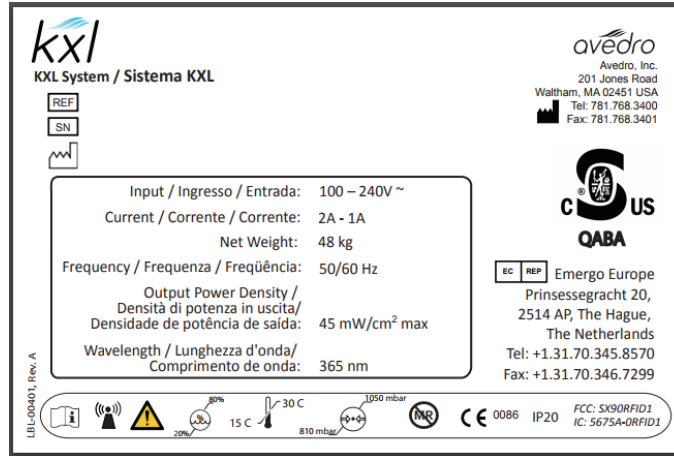 kxl
KXL System / Sistema KXL
REF
SN
avedro
Avedro, Inc.
201 Jones Road
Waltham, MA 02451 USA
Tel: 781.768.3400
Fax: 781.768.3401
Input / Ingresso / Entrada: 100 – 240V ~
Current / Corrente / Corrente: 2A - 1A
Net Weight: 48 kg
Frequency / Frequenza / Freqüência: 50/60 Hz
Output Power Density /
Densità di potenza in uscita/
Densidade de potência de saída: 45 mW/cm² max
Wavelength / Lunghezza d'onda/
Comprimento de onda: 365 nm
C S ® US
QABA
EC REP Emergo Europe
Prinsessegracht 20,
2514 AP, The Hague,
The Netherlands
Tel: +1.31.70.345.8570
Fax: +1.31.70.346.7299
LBL-00401, Rev. A
i
20% % 80%
15 C 30 C
810 mbar 1050 mbar
MR
CE 0086
IP20
FCC: SX90RFID1
IC: 5675A-0RFID1